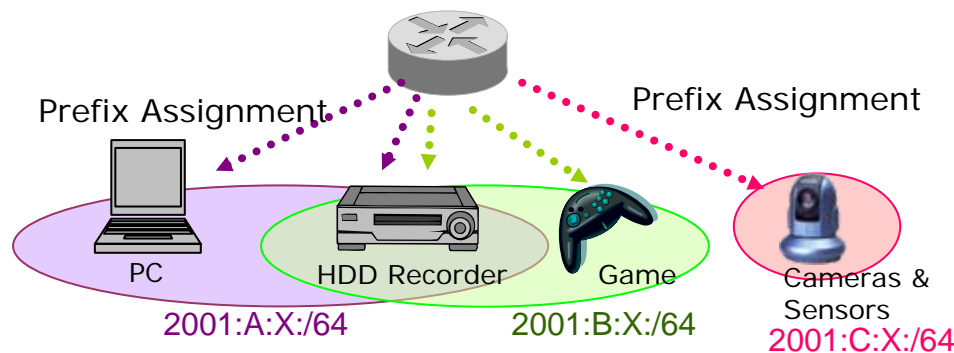 Prefix Assignment
Prefix Assignment
PC
HDD Recorder
Game
Cameras &
Sensors
2001:A:X:/64
2001:B:X:/64
2001:C:X:/64